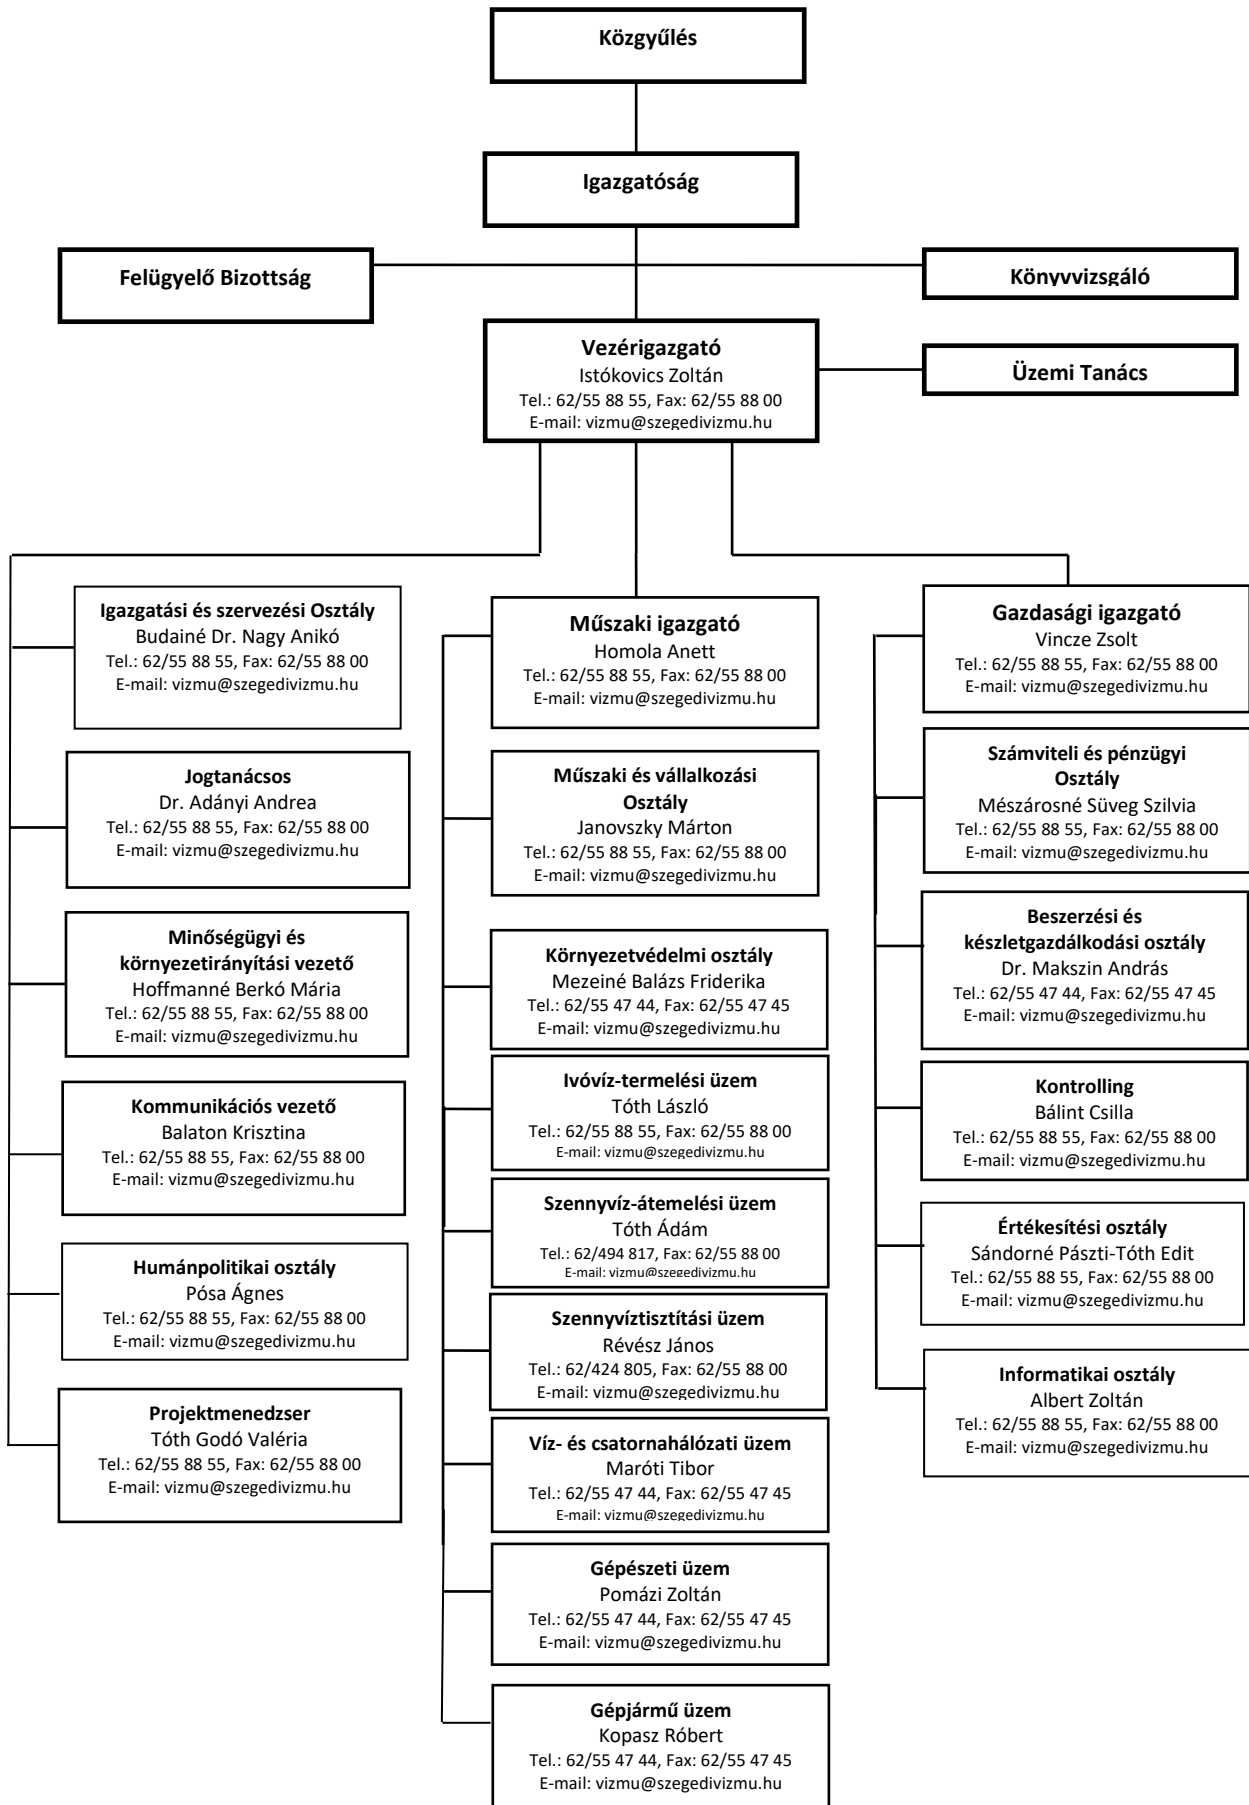 Közgyűlés
Igazgatóság
Felügyelő Bizottság
Könyvvizsgáló
Vezérigazgató
Istókovics Zoltán
Tel.: 62/55 88 55, Fax: 62/55 88 00
E-mail: vizmu@szegedivizmu.hu
Üzemi Tanács
Igazgatási és szervezési Osztály
Budainé Dr. Nagy Anikó
Tel.: 62/55 88 55, Fax: 62/55 88 00
E-mail: vizmu@szegedivizmu.hu
Jogtanácsos
Dr. Adányi Andrea
Tel.: 62/55 88 55, Fax: 62/55 88 00
E-mail: vizmu@szegedivizmu.hu
Minőségügyi és
környezetirányítási vezető
Hoffmanné Berkó Mária
Tel.: 62/55 88 55, Fax: 62/55 88 00
E-mail: vizmu@szegedivizmu.hu
Kommunikációs vezető
Balaton Krisztina
Tel.: 62/55 88 55, Fax: 62/55 88 00
E-mail: vizmu@szegedivizmu.hu
Humánpolitikai osztály
Pósa Ágnes
Tel.: 62/55 88 55, Fax: 62/55 88 00
E-mail: vizmu@szegedivizmu.hu
Projektmenedzser
Tóth Godó Valéria
Tel.: 62/55 88 55, Fax: 62/55 88 00
E-mail: vizmu@szegedivizmu.hu
Műszaki igazgató
Homola Anett
Tel.: 62/55 88 55, Fax: 62/55 88 00
E-mail: vizmu@szegedivizmu.hu
Műszaki és vállalkozási
Osztály
Janovszky Márton
Tel.: 62/55 88 55, Fax: 62/55 88 00
E-mail: vizmu@szegedivizmu.hu
Környezetvédelmi osztály
Mezeiné Balázs Friderika
Tel.: 62/55 47 44, Fax: 62/55 47 45
E-mail: vizmu@szegedivizmu.hu
Ivóvíz-termelési üzem
Tóth László
Tel.: 62/55 88 55, Fax: 62/55 88 00
E-mail: vizmu@szegedivizmu.hu
Szennyvíz-átemelési üzem
Tóth Ádám
Tel.: 62/494 817, Fax: 62/55 88 00
E-mail: vizmu@szegedivizmu.hu
Szennyvíztisztítási üzem
Révész János
Tel.: 62/424 805, Fax: 62/55 88 00
E-mail: vizmu@szegedivizmu.hu
Víz- és csatornahálózati üzem
Maróti Tibor
Tel.: 62/55 47 44, Fax: 62/55 47 45
E-mail: vizmu@szegedivizmu.hu
Gépészeti üzem
Pomázi Zoltán
Tel.: 62/55 47 44, Fax: 62/55 47 45
E-mail: vizmu@szegedivizmu.hu
Gépjármű üzem
Kopasz Róbert
Tel.: 62/55 47 44, Fax: 62/55 47 45
E-mail: vizmu@szegedivizmu.hu
Gazdasági igazgató
Vincze Zsolt
Tel.: 62/55 88 55, Fax: 62/55 88 00
E-mail: vizmu@szegedivizmu.hu
Számviteli és pénzügyi
Osztály
Mészárosné Süveg Szilvia
Tel.: 62/55 88 55, Fax: 62/55 88 00
E-mail: vizmu@szegedivizmu.hu
Beszerzési és
készletgazdálkodási osztály
Dr. Makszin András
Tel.: 62/55 47 44, Fax: 62/55 47 45
E-mail: vizmu@szegedivizmu.hu
Kontrolling
Bálint Csilla
Tel.: 62/55 88 55, Fax: 62/55 88 00
E-mail: vizmu@szegedivizmu.hu
Értékesítési osztály
Sándorné Pászti-Tóth Edit
Tel.: 62/55 88 55, Fax: 62/55 88 00
E-mail: vizmu@szegedivizmu.hu
Informatikai osztály
Albert Zoltán
Tel.: 62/55 88 55, Fax: 62/55 88 00
E-mail: vizmu@szegedivizmu.hu